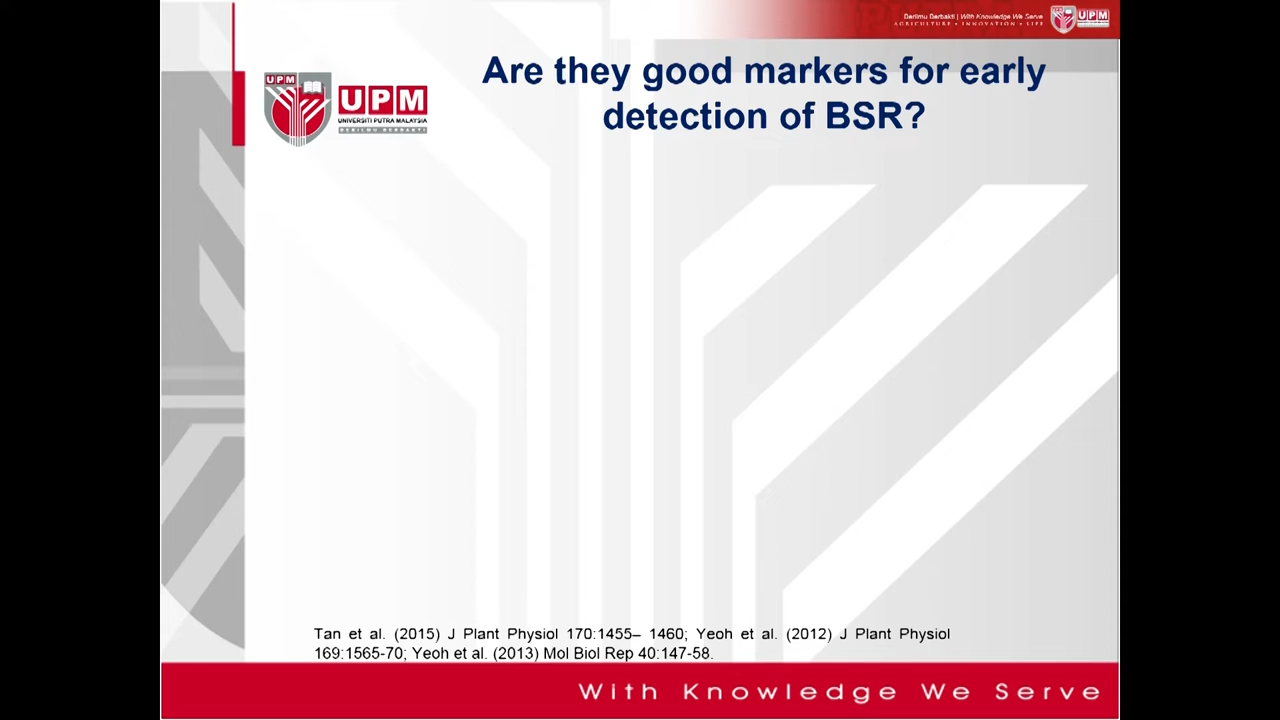 Berilmu Berbakti | With Knowledge We Serve
AGRICULTURE • INNOVATION • LIFE
UPM
Are they good markers for early
detection of BSR?
UPM
UPM
UNIVERSITI PUTRA MALAYSIA
BERILMU BERBAKTI
Tan et al. (2015) J Plant Physiol 170:1455– 1460; Yeoh et al. (2012) J Plant Physiol
169:1565-70; Yeoh et al. (2013) Mol Biol Rep 40:147-58.
With Knowledge We Serve